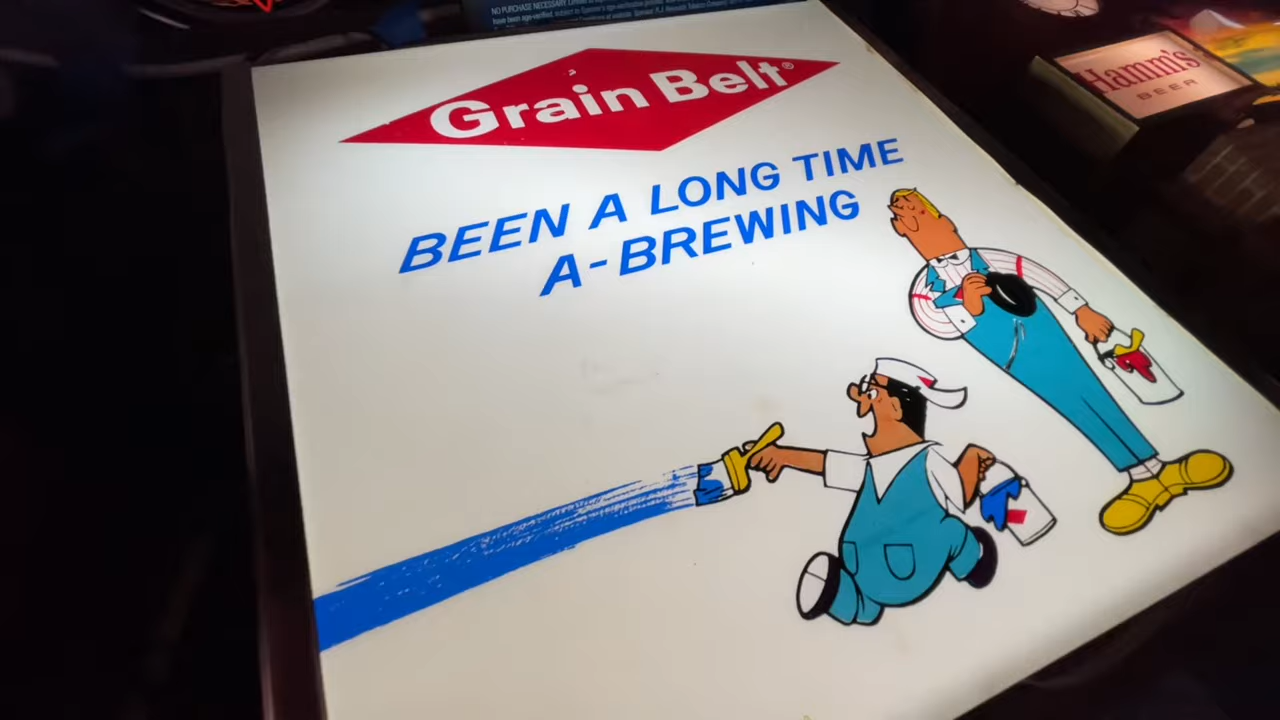 NO PURCHASE NECESSARY.
Grain Belt®
BEEN A LONG TIME
A-BREWING
Hamm's
BEER